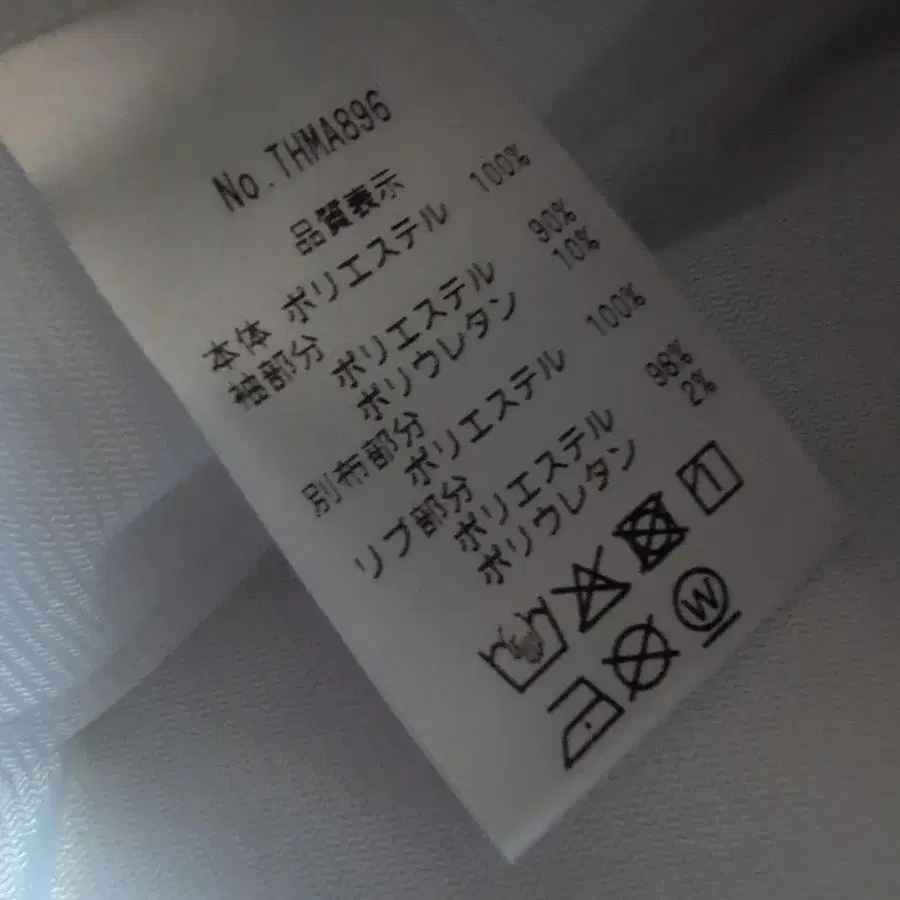 No.THMA896
品質表示
本体 ポリエステル 100%
袖部分
ポリエステル 90%
ポリウレタン 10%
別布部分
ポリエステル 100%
リブ部分
ポリエステル 98%
ポリウレタン 2%
W